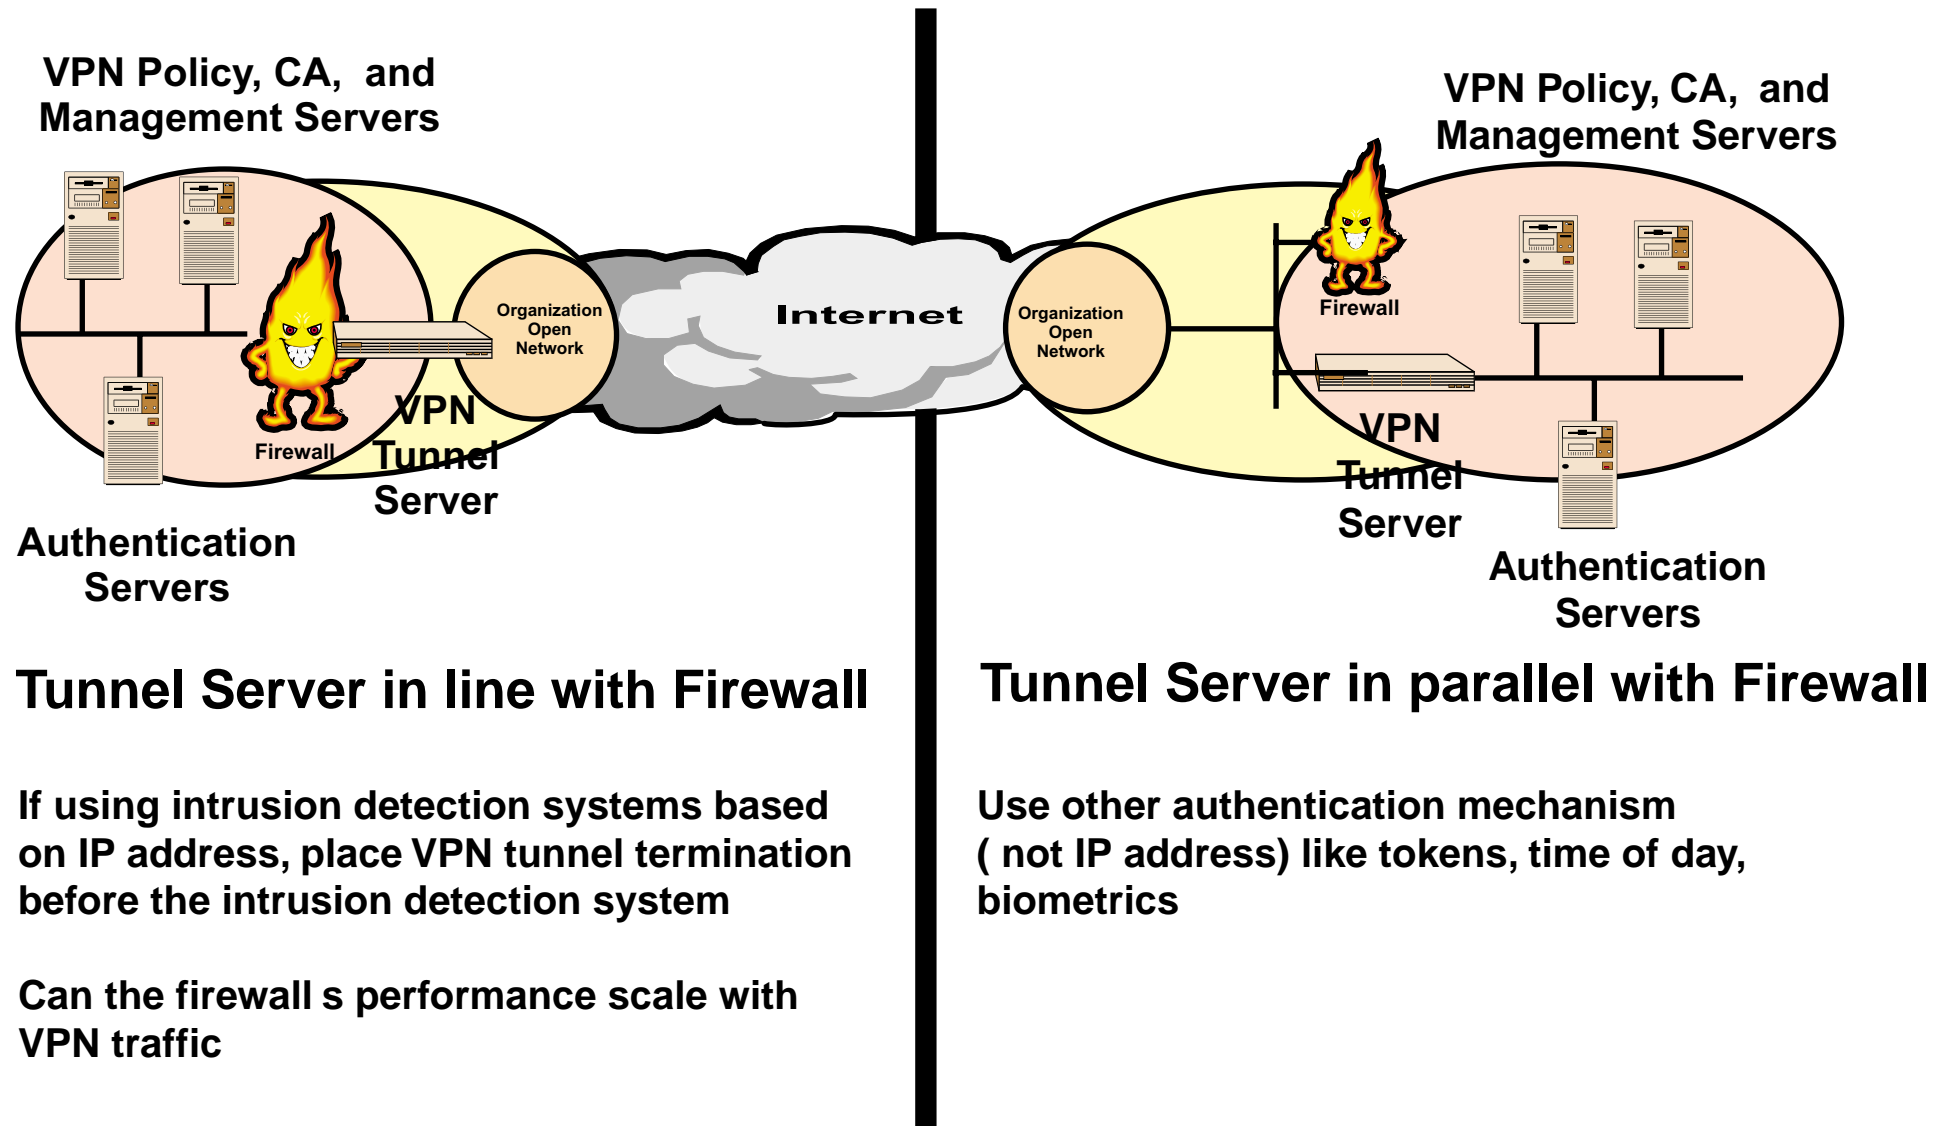 VPN Policy, CA, and
Management Servers
Organization
Open
Network
Firewall
VPN
Tunnel
Server
Authentication
Servers
Internet
VPN Policy, CA, and
Management Servers
Firewall
Organization
Open
Network
VPN
Tunnel
Server
Authentication
Servers
Tunnel Server in line with Firewall
If using intrusion detection systems based
on IP address, place VPN tunnel termination
before the intrusion detection system
Can the firewall s performance scale with
VPN traffic
Tunnel Server in parallel with Firewall
Use other authentication mechanism
( not IP address) like tokens, time of day,
biometrics